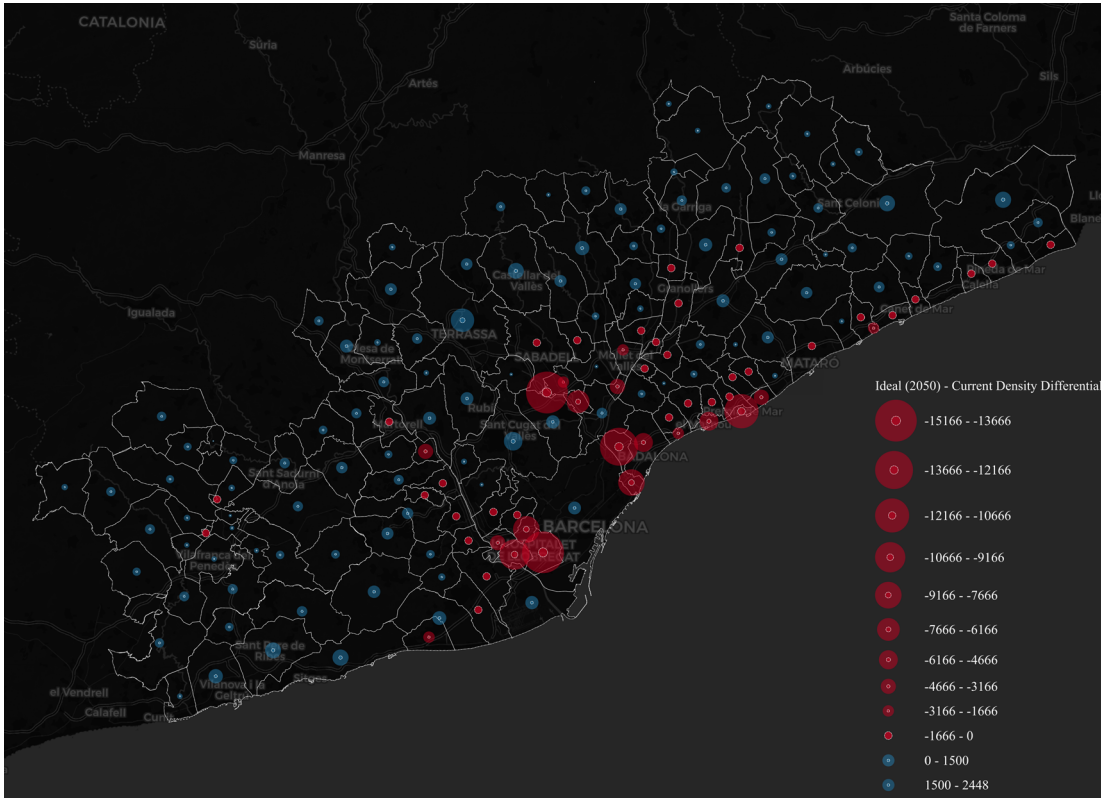 CATALONIA
Santa Coloma
de Farners
Súria
Arbúcies
Sils
Artés
Manresa
la Garriga
Sant Celoni
Blane
Castellar del
Vallès
Granollers
Pineda de Mar
Calella
Canet de Mar
Igualada
TERRASSA
SABADELL
Mollet del
Vallès
MATARÓ
Rubí
Martorell
Sant Cugat del
Vallès
BADALONA
Sant Sadurní
d'Anoia
BARCELONA
L'HOSPITALET
Vilafranca del
Penedès
Sant Pere de
Ribes
Sitges
Vilanova i la
Geltrú
el Vendrell
Calafell
Cunit
Ideal (2050) - Current Density Differential
-15166 - -13666
-13666 - -12166
-12166 - -10666
-10666 - -9166
-9166 - -7666
-7666 - -6166
-6166 - -4666
-4666 - -3166
-3166 - -1666
-1666 - 0
0 - 1500
1500 - 2448